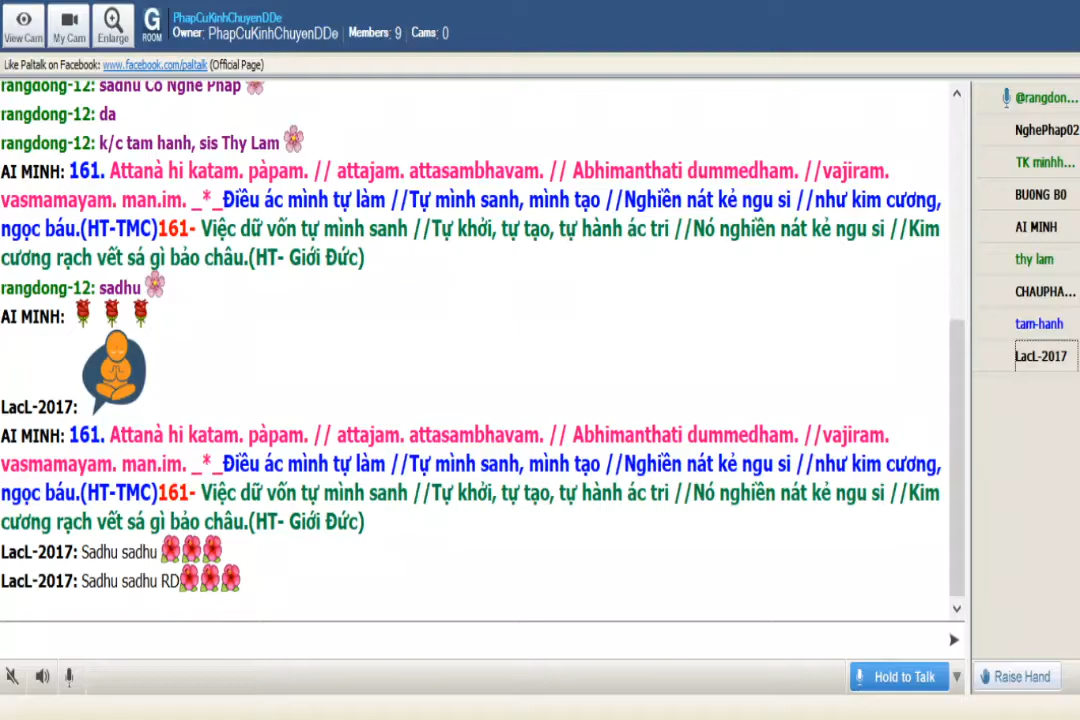 PhapCuKinhChuyenDDe
View Cam My Cam Enlarge G ROOM Owner: PhapCuKinhChuyenDDe Members: 9 Cams: 0
Like Paltalk on Facebook: www.facebook.com/paltalk (Official Page)
rangdong-12: sadhu Co Nghe Phap
rangdong-12: da
rangdong-12: k/c tam hanh, sis Thy Lam
AI MINH: 161. Attanà hi katam. pàpam. // attajam. attasambhavam. // Abhimanthati dummedham. //vajiram.
vasmamayam. man.im. _*_Điều ác mình tự làm //Tự mình sanh, mình tạo //Nghiền nát kẻ ngu si //như kim cương,
ngọc báu.(HT-TMC)161- Việc dữ vốn tự mình sanh //Tự khởi, tự tạo, tự hành ác tri //Nó nghiền nát kẻ ngu si //Kim
cương rạch vết sá gì bảo châu.(HT- Giới Đức)
rangdong-12: sadhu
AI MINH:
LacL-2017:
AI MINH: 161. Attanà hi katam. pàpam. // attajam. attasambhavam. // Abhimanthati dummedham. //vajiram.
vasmamayam. man.im. _*_Điều ác mình tự làm //Tự mình sanh, mình tạo //Nghiền nát kẻ ngu si //như kim cương,
ngọc báu.(HT-TMC)161- Việc dữ vốn tự mình sanh //Tự khởi, tự tạo, tự hành ác tri //Nó nghiền nát kẻ ngu si //Kim
cương rạch vết sá gì bảo châu.(HT- Giới Đức)
LacL-2017: Sadhu sadhu
LacL-2017: Sadhu sadhu RD
@rangdon...
NghePhap02
TK minhh...
BUONG BO
AI MINH
thy lam
CHAUPHA...
tam-hanh
LacL-2017
Hold to Talk
Raise Hand